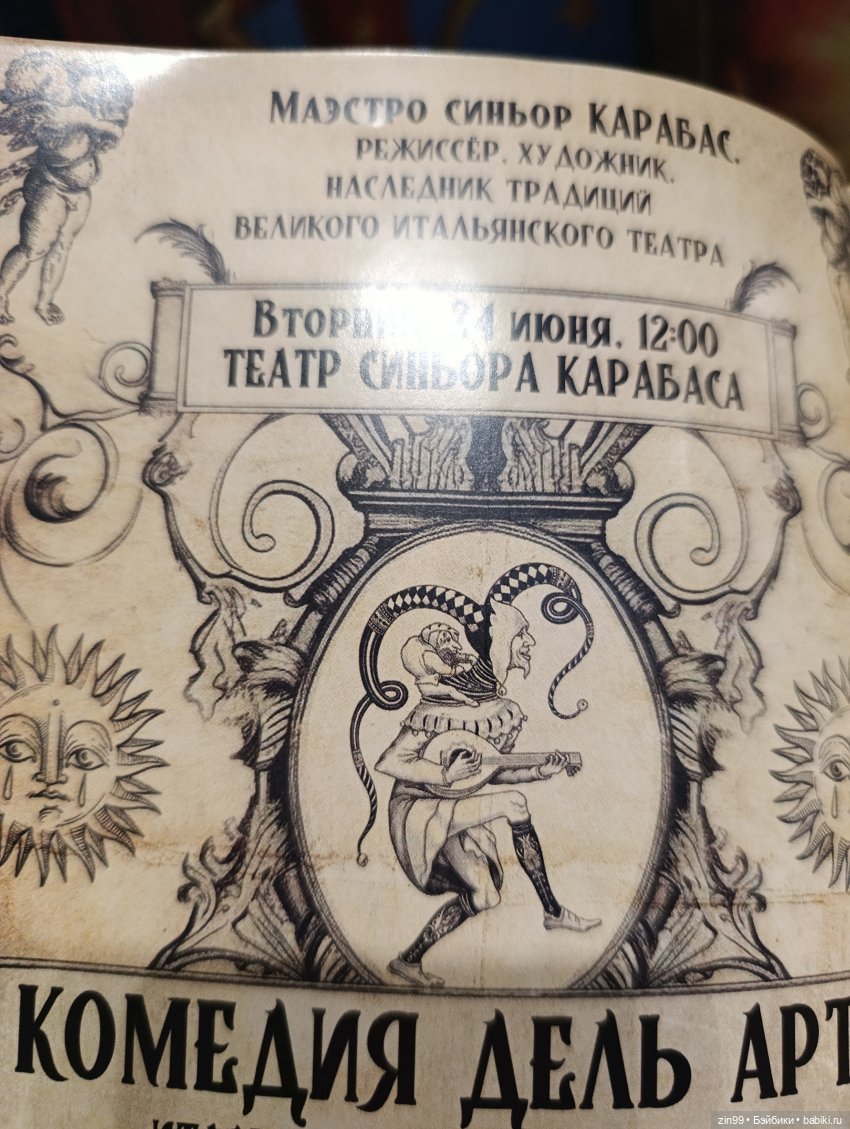 Маэстро синьор КАРАБАС,
режиссёр, художник,
наследник традиций
великого итальянского театра
июня, 12:00
ТЕАТР СИНЬОРА КАРАБАСА
КОМЕДИЯ ДЕЛЬ АРТ
zin99 • Бэйбики • babiki.ru